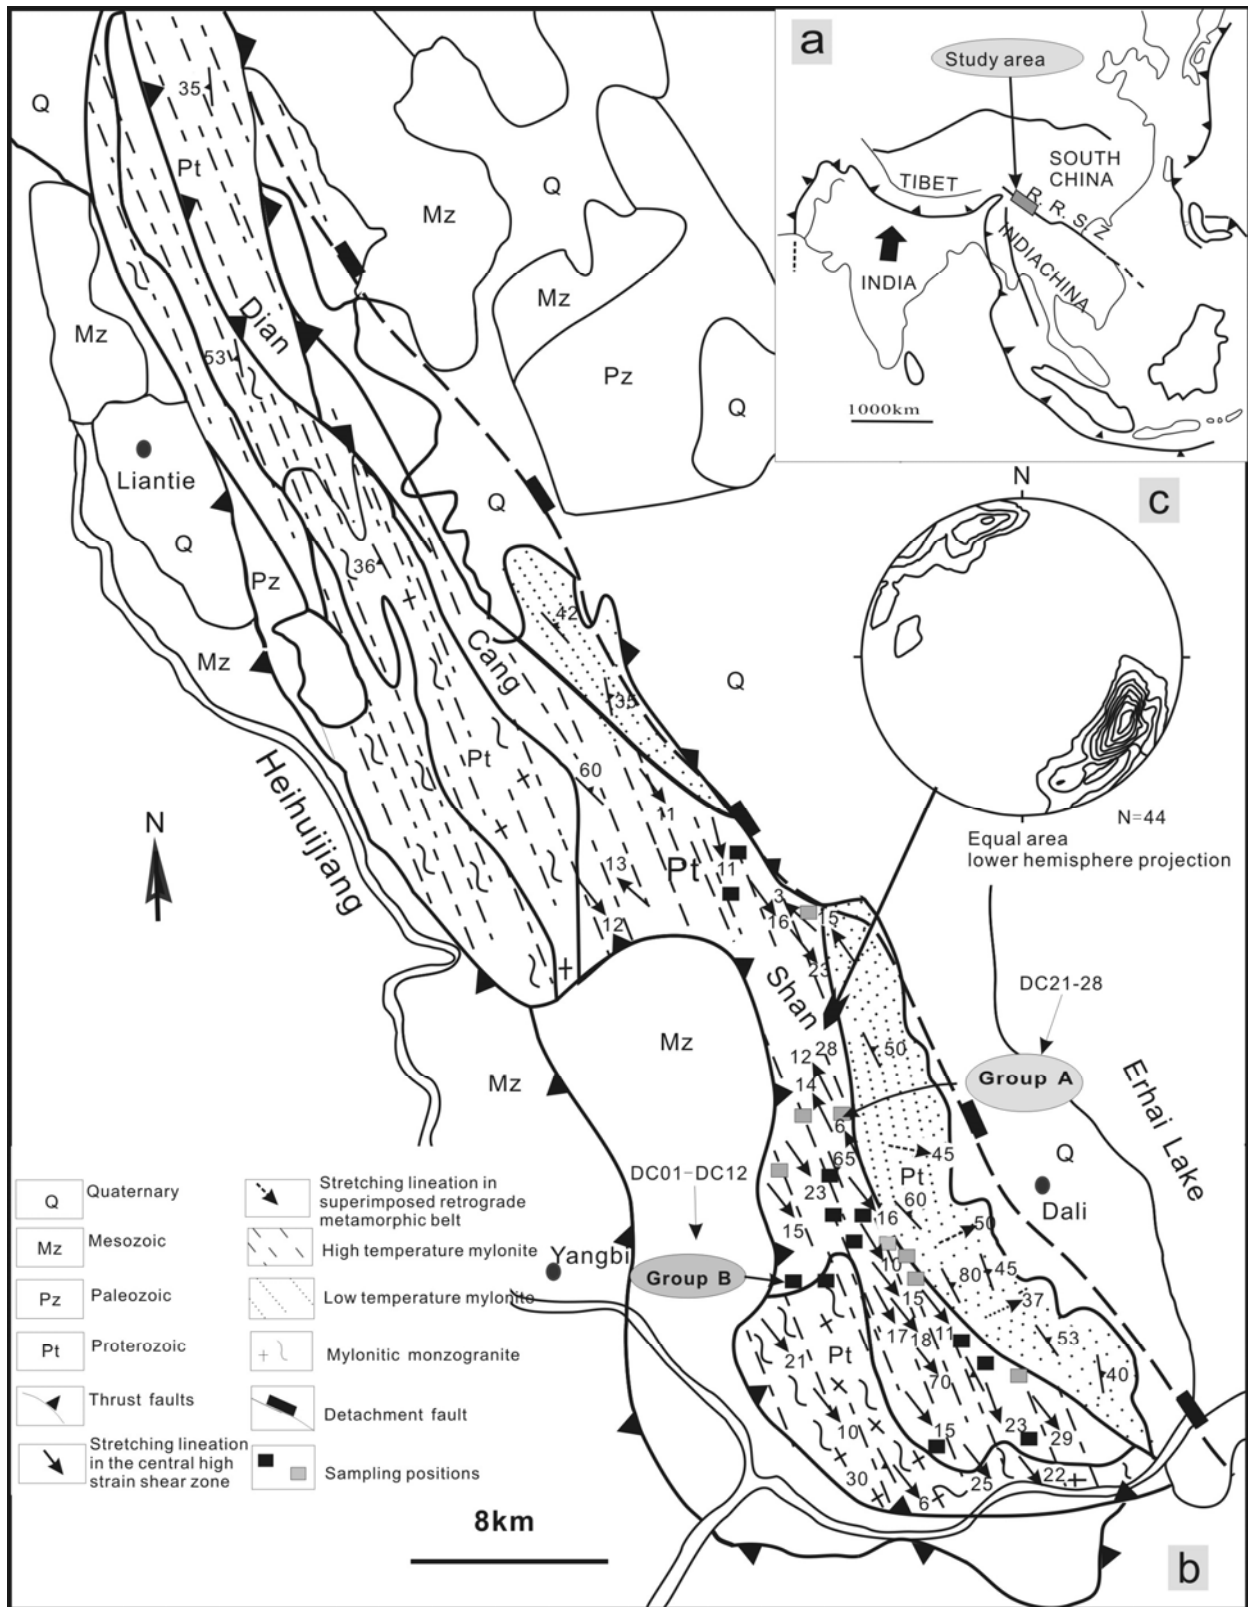 a
Study area
TIBET
SOUTH
CHINA
R. R. S. Z
INDIACHINA
INDIA
1000km
Q
35
Pt
Mz
Q
Mz
Pz
Q
Dian
Mz
53
Liantie
Q
Q
Pz
36
Mz
Cang
42
35
Q
N
c
N=44
Equal area
lower hemisphere projection
Pt
60
11
Heihuijiang
N
13
Pt
11
12
3
16
15
23
Shan
DC21-28
Mz
Mz
12
28
50
14
Group A
Erhai Lake
6
65
45
Pt
Q
DC01-DC12
23
60
Dali
15
16
50
Yangbi
Group B
10
80
45
15
37
17
18
11
53
21
Pt
70
40
10
15
23
29
30
6
25
22
Q
Quaternary
Mz
Mesozoic
Pz
Paleozoic
Pt
Proterozoic
Thrust faults
Stretching lineation
in the central high
strain shear zone
Stretching lineation in
superimposed retrograde
metamorphic belt
High temperature mylonite
Low temperature mylonite
Mylonitic monzogranite
Detachment fault
Sampling positions
8km
b